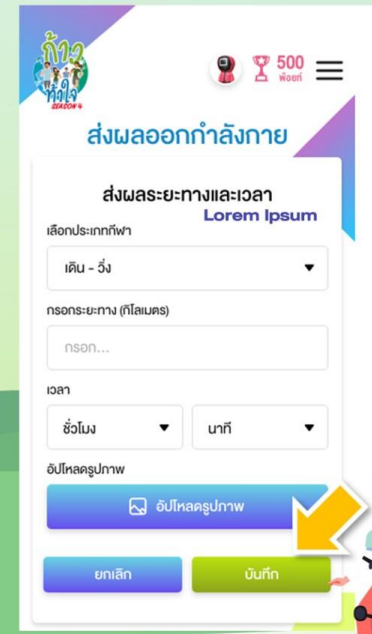 ก้าว
ท้าใจ
SEASON 4
500
พ้อยท์
ส่งผลออกกำลังกาย
ส่งผลระยะทางและเวลา
Lorem Ipsum
เลือกประเภทกีฬา
เดิน - วิ่ง
กรอกระยะทาง (กิโลเมตร)
กรอก...
เวลา
ชั่วโมง
นาที
อัปโหลดรูปภาพ
อัปโหลดรูปภาพ
ยกเลิก
บันทึก